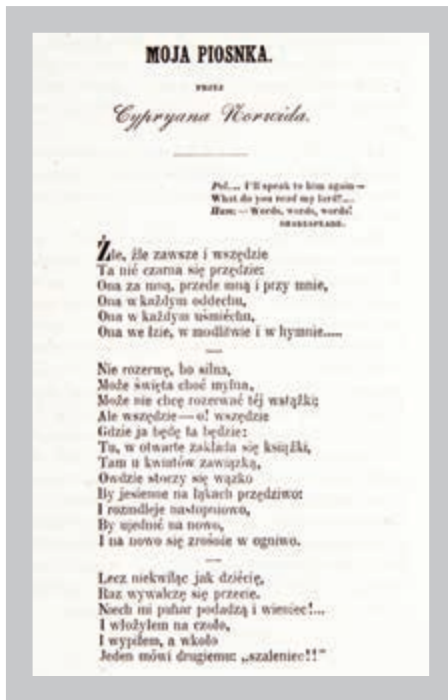 MOJA PIOSNKA.
PRZEZ
Cypryana Norwida.
Pol.... I'll speak to him again—
What do you read my lord?...
Ham: — Words, words, words!
SHAKESPEARE.
Źle, źle zawsze i wszędzie
Ta nić czarna się przędzie:
Ona za mną, przede mną i przy mnie,
Ona w każdym oddechu,
Ona w każdym uśmiéchu,
Ona we łzie, w modlitwie i w hymnie.....
Nie rozerwę, bo silna,
Może święta choć mylna,
Może nie chcę rozerwać téj wstążki;
Ale wszędzie—o! wszędzie
Gdzie ja będę ta będzie:
Tu, w otwarte zakłada się książki,
Tam u kwiatów zawiązką,
Owdzie stoczy się wązko
By jesienne na łąkach przędziwo:
I rozmdleje nastopniowo,
By ujednić na nowo,
I na nowo się zrośnie w ogniwo.
Lecz niekwiląc jak dziécię,
Raz wywalczę się przecie.
Niech mi puhar podadzą i wieniec!...
I włożyłem na czoło,
I wypiłem, a wkoło
Jeden mówi drugiemu: „szaleniec!!”